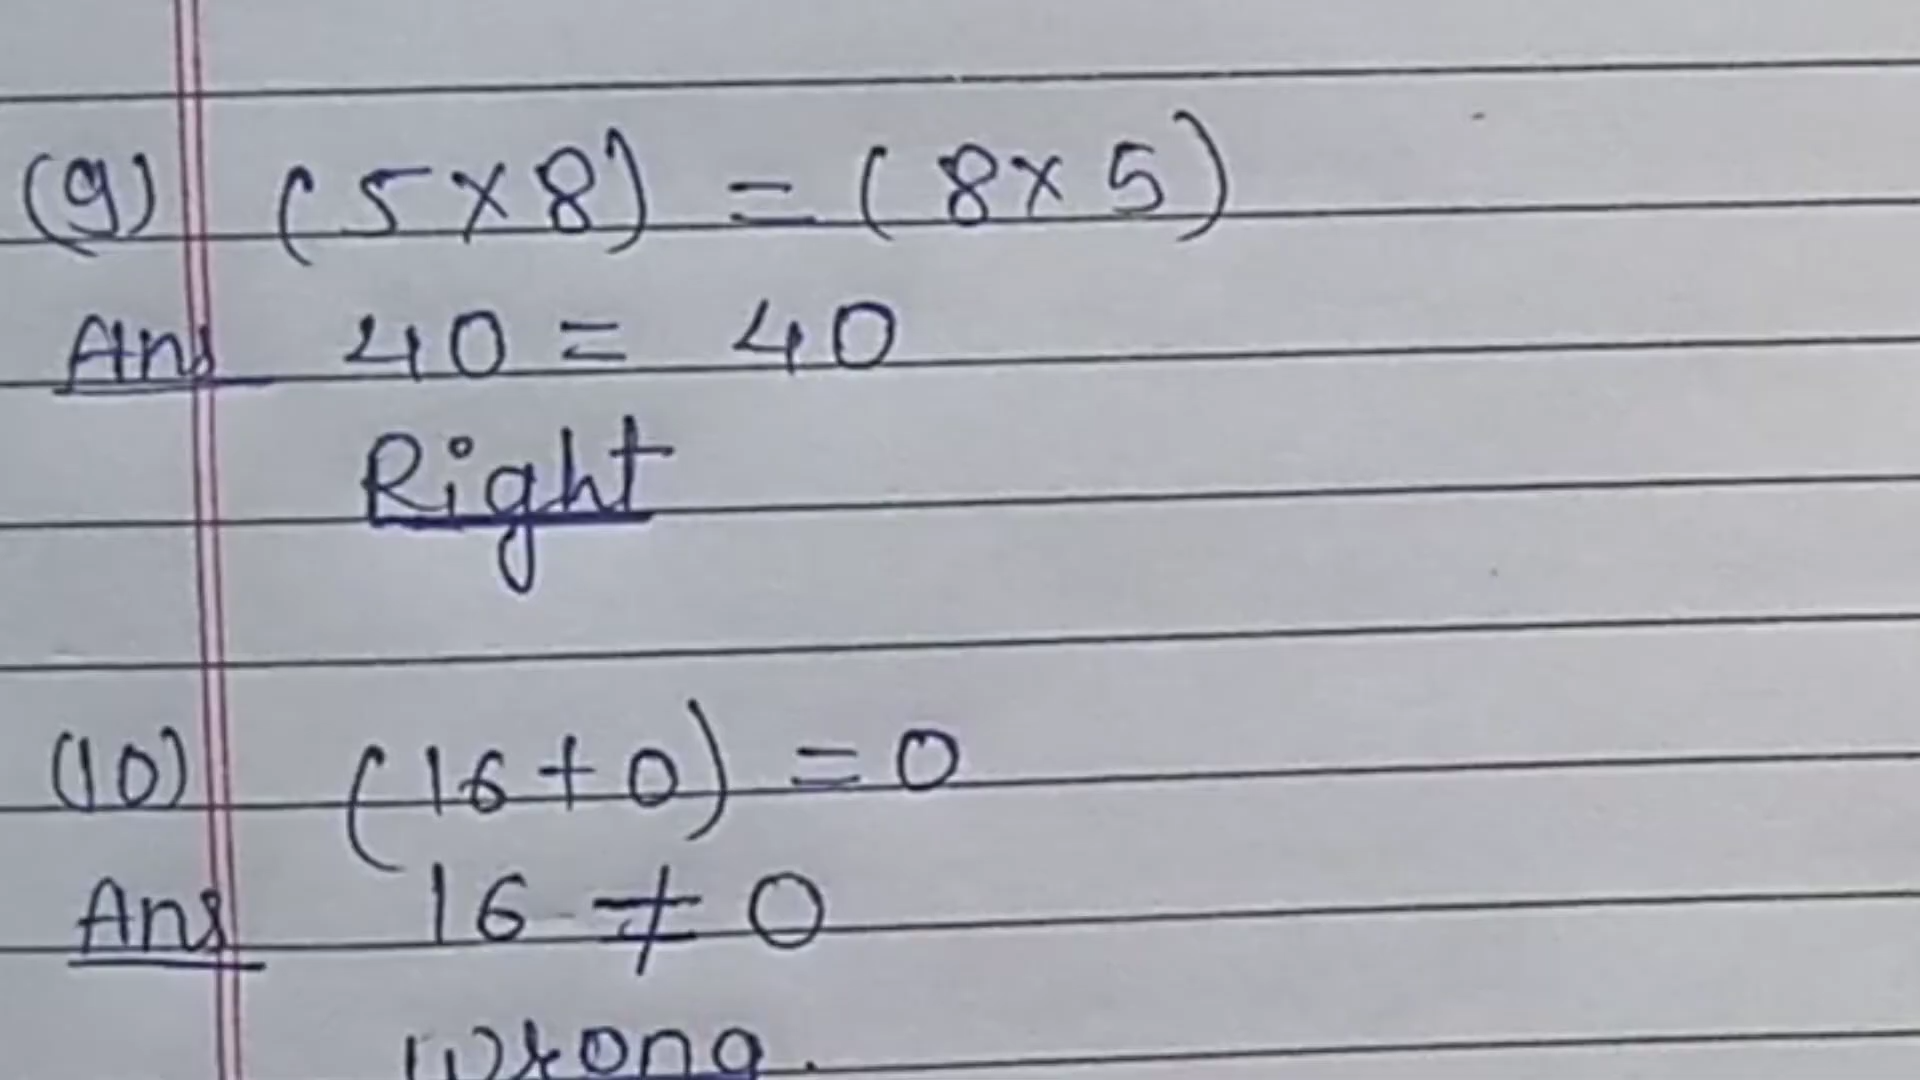 (9) (5×8) = (8×5)
Ans 40 = 40
Right
(10) (16+0) = 0
Ans 16 ≠ 0
Wrong.